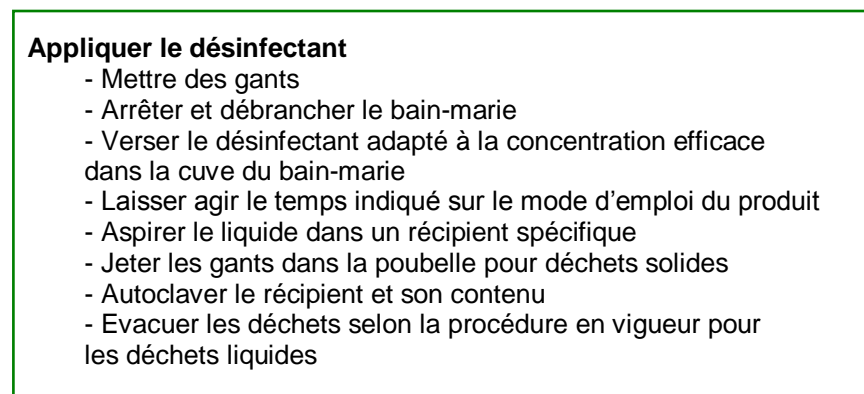 Appliquer le désinfectant
- Mettre des gants
- Arrêter et débrancher le bain-marie
- Verser le désinfectant adapté à la concentration efficace
dans la cuve du bain-marie
- Laisser agir le temps indiqué sur le mode d’emploi du produit
- Aspirer le liquide dans un récipient spécifique
- Jeter les gants dans la poubelle pour déchets solides
- Autoclaver le récipient et son contenu
- Evacuer les déchets selon la procédure en vigueur pour
les déchets liquides